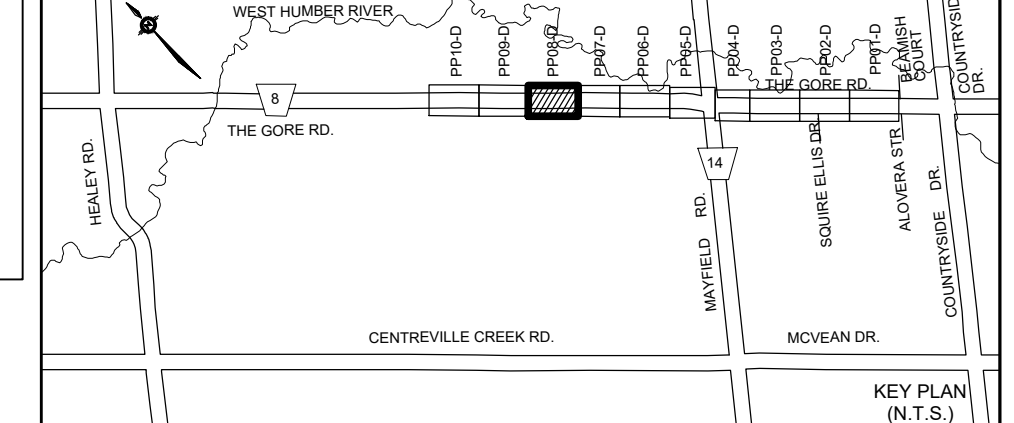 WEST HUMBER RIVER
PP10-D
PP09-D
PP08-D
PP07-D
PP06-D
PP05-D
PP04-D
PP03-D
PP02-D
PP01-D
BEAMISH
COURT
COUNTRYSIDE
DR.
THE GORE RD.
8
THE GORE RD.
14
HEALEY RD.
MAYFIELD RD.
SQUIRE ELLIS DR.
ALOVERA STR
COUNTRYSIDE DR.
CENTREVILLE CREEK RD.
MCVEAN DR.
KEY PLAN
(N.T.S.)